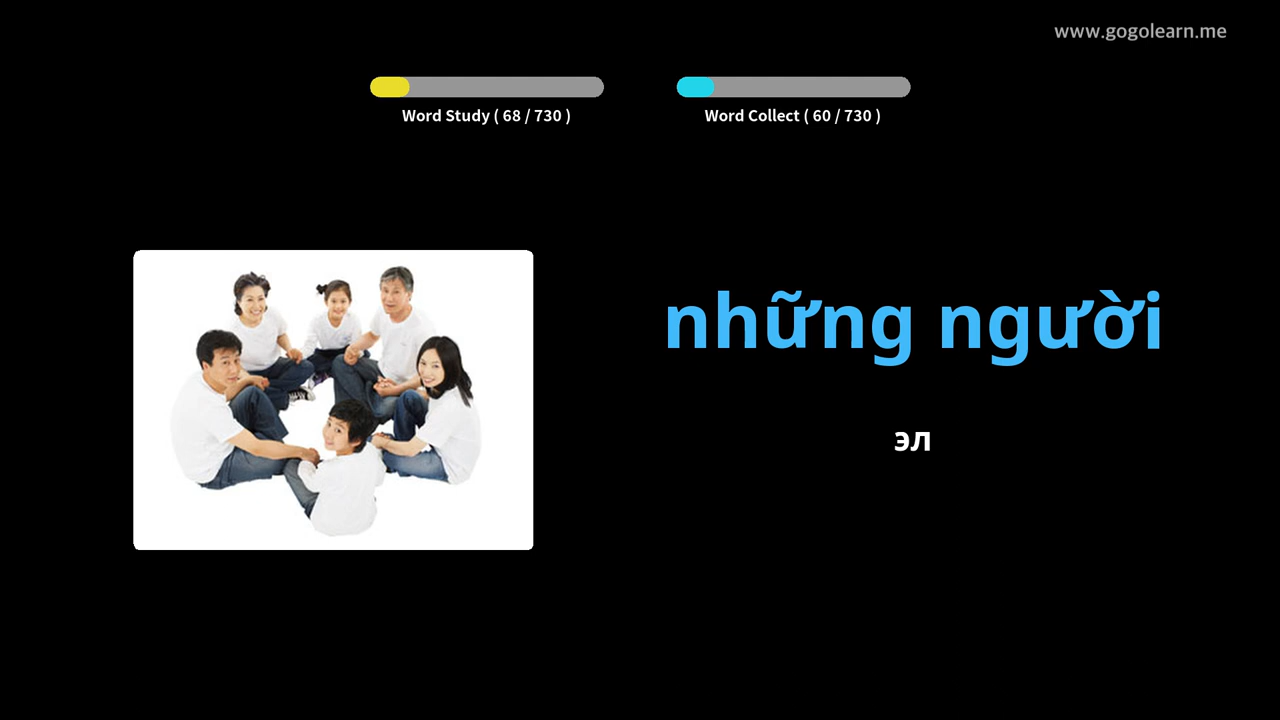 www.gogolearn.me
Word Study ( 68 / 730 )
Word Collect ( 60 / 730 )
những người
эл